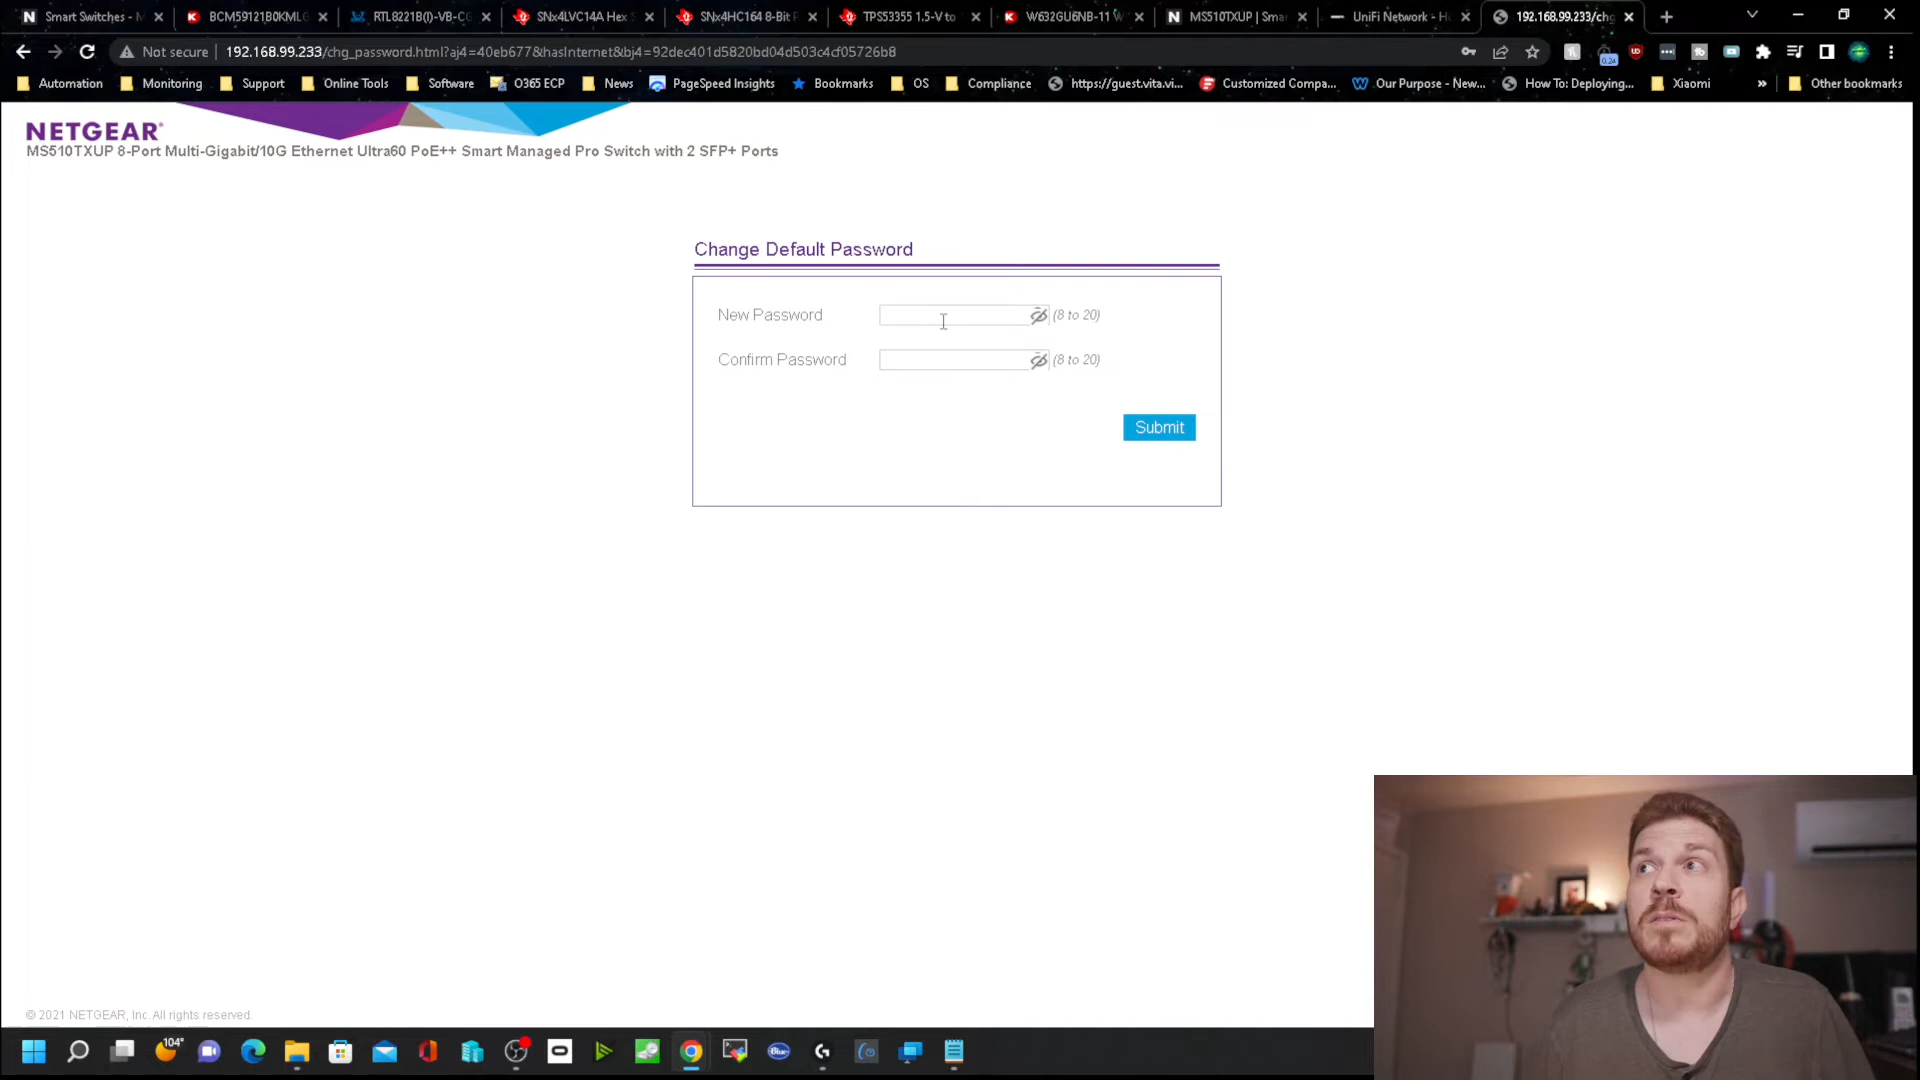 Smart Switches - M
BCM59121B0KMLG
RTL8221B(I)-VB-CG
SNx4LVC14A Hex S
SNx4HC164 8-Bit P
TPS53355 1.5-V to
W632GU6NB-11 W
MS510TXUP | Smar
UniFi Network - H
192.168.99.233/chg
Not secure
192.168.99.233/chg_password.html?aj4=40eb677&hasInternet&bj4=92dec401d5820bd04d503c4cf05726b8
0.24
Automation
Monitoring
Support
Online Tools
Software
O365 ECP
News
PageSpeed Insights
Bookmarks
OS
Compliance
https://guest.vita.vi...
Customized Compa...
Our Purpose - New...
How To: Deploying...
Xiaomi
»
Other bookmarks
NETGEAR®
MS510TXUP 8-Port Multi-Gigabit/10G Ethernet Ultra60 PoE++ Smart Managed Pro Switch with 2 SFP+ Ports
Change Default Password
New Password
(8 to 20)
Confirm Password
(8 to 20)
Submit
© 2021 NETGEAR, Inc. All rights reserved.
104°